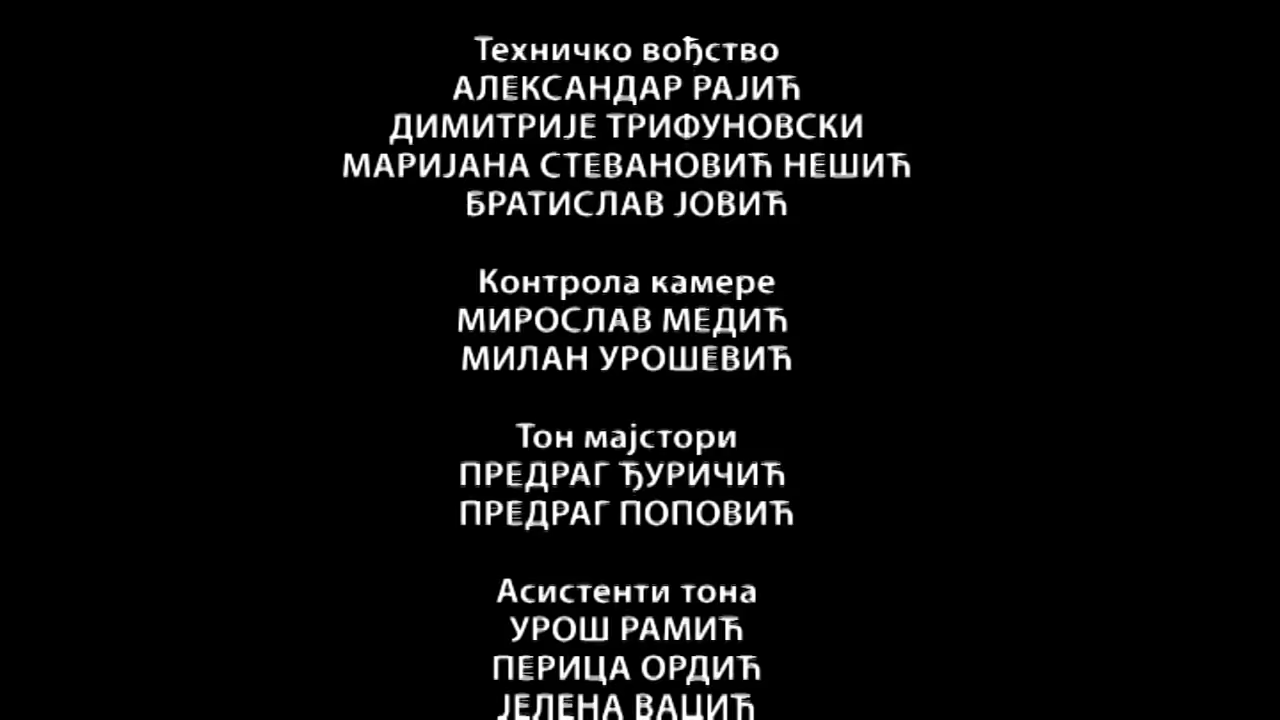 Техничко вођство
АЛЕКСАНДАР РАЈИЋ
ДИМИТРИЈЕ ТРИФУНОВСКИ
МАРИЈАНА СТЕВАНОВИЋ НЕШИЋ
БРАТИСЛАВ ЈОВИЋ
Контрола камере
МИРОСЛАВ МЕДИЋ
МИЛАН УРОШЕВИЋ
Тон мајстори
ПРЕДРАГ ЂУРИЧИЋ
ПРЕДРАГ ПОПОВИЋ
Асистенти тона
УРОШ РАМИЋ
ПЕРИЦА ОРДИЋ
ЈЕЛЕНА